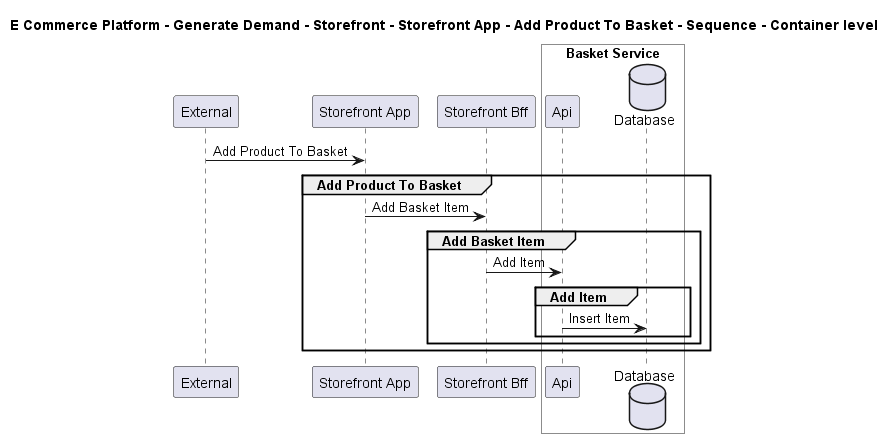 E Commerce Platform - Generate Demand - Storefront - Storefront App - Add Product To Basket - Sequence - Container level
Basket Service
External
Storefront App
Storefront Bff
Api
Database
Add Product To Basket
Add Product To Basket
Add Basket Item
Add Basket Item
Add Item
Add Item
Insert Item
External
Storefront App
Storefront Bff
Api
Database